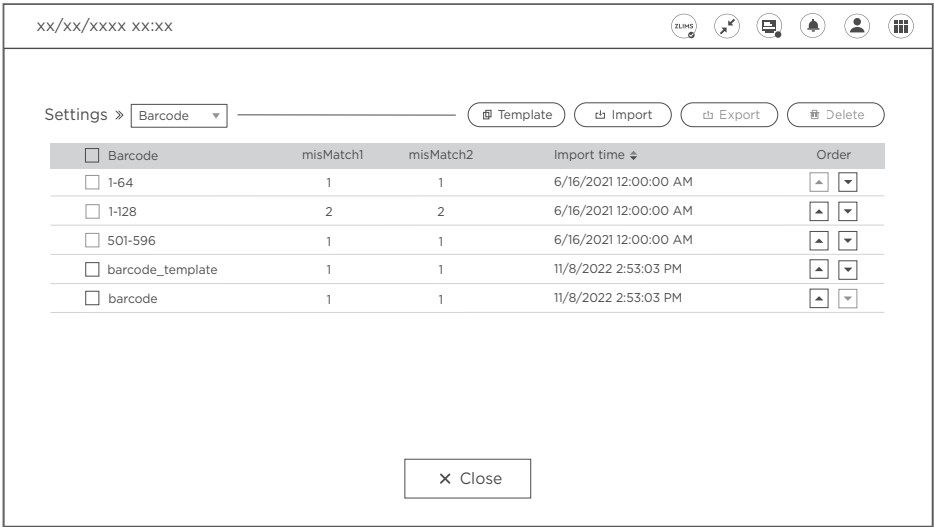 xx/xx/xxxx xx:xx ZLIMS
Settings » Barcode Template Import Export Delete
Barcode misMatch1 misMatch2 Import time Order
1-64 1 1 6/16/2021 12:00:00 AM
1-128 2 2 6/16/2021 12:00:00 AM
501-596 1 1 6/16/2021 12:00:00 AM
barcode_template 1 1 11/8/2022 2:53:03 PM
barcode 1 1 11/8/2022 2:53:03 PM
× Close